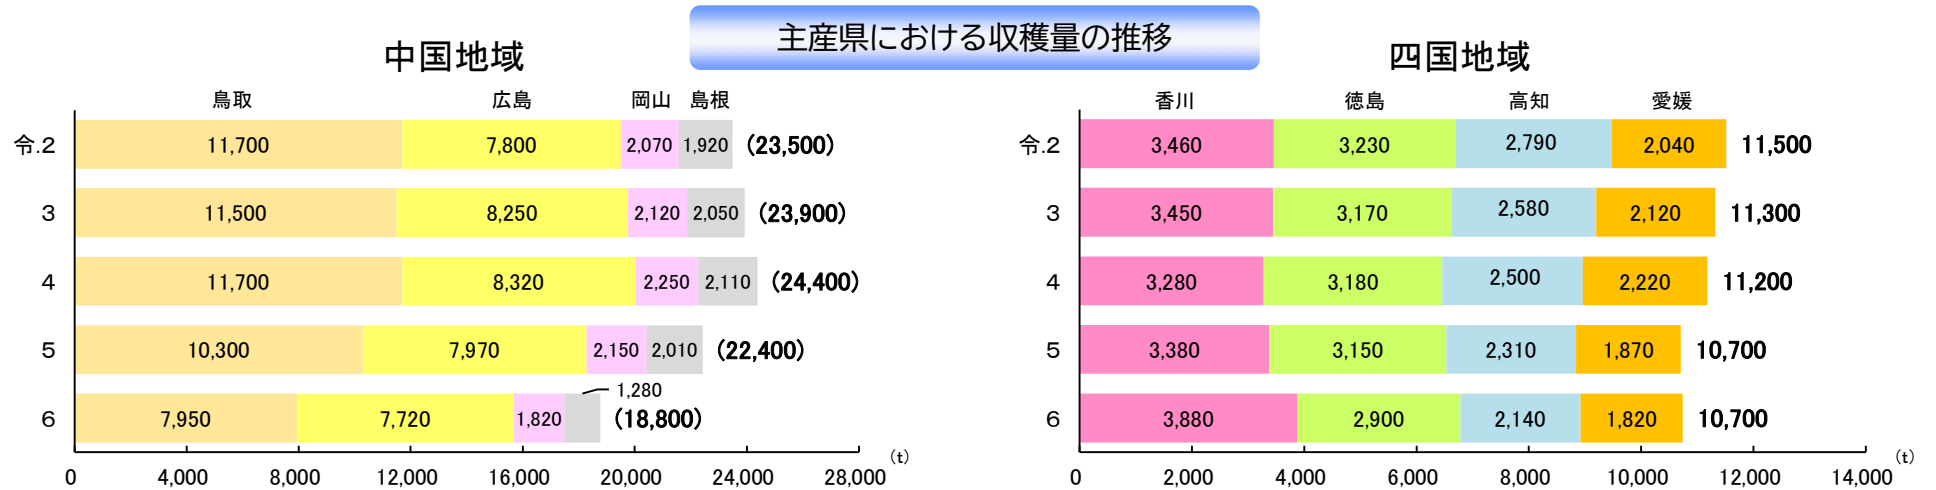 主産県における収穫量の推移
中国地域
鳥取 広島 岡山 島根
令.2 11,700 7,800 2,070 1,920 (23,500)
3 11,500 8,250 2,120 2,050 (23,900)
4 11,700 8,320 2,250 2,110 (24,400)
5 10,300 7,970 2,150 2,010 (22,400)
6 7,950 7,720 1,820 1,280 (18,800)
(t)
0 4,000 8,000 12,000 16,000 20,000 24,000 28,000
四国地域
香川 徳島 高知 愛媛
令.2 3,460 3,230 2,790 2,040 11,500
3 3,450 3,170 2,580 2,120 11,300
4 3,280 3,180 2,500 2,220 11,200
5 3,380 3,150 2,310 1,870 10,700
6 3,880 2,900 2,140 1,820 10,700
(t)
0 2,000 4,000 6,000 8,000 10,000 12,000 14,000